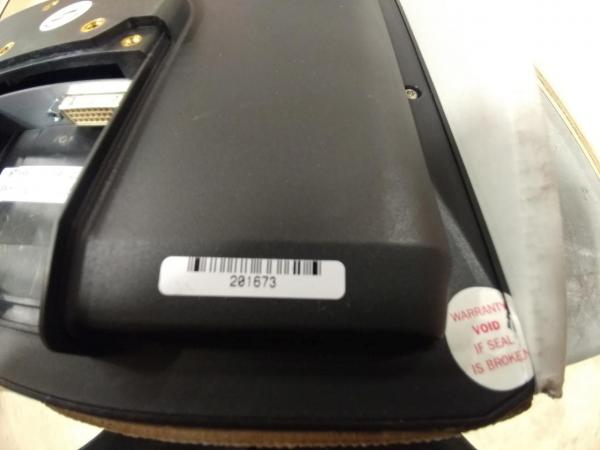 201673
WARRANTY
VOID
IF SEAL
IS BROKEN